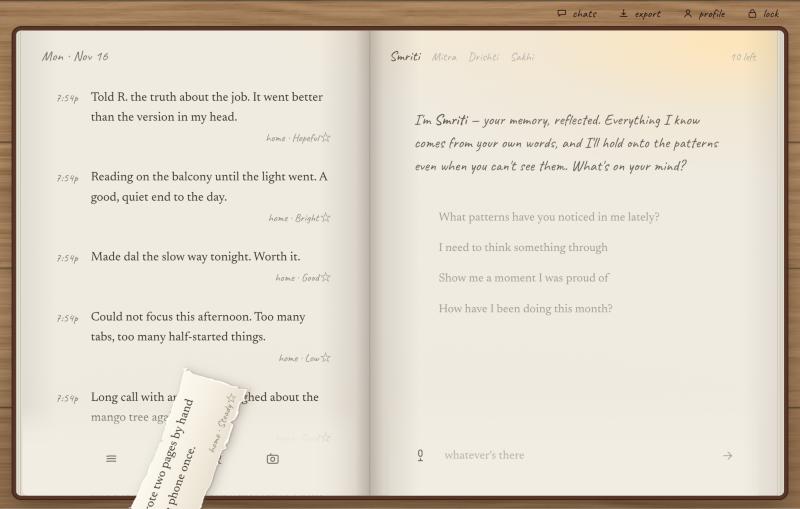 chats export profile lock
Mon · Nov 16
7:54p Told R. the truth about the job. It went better
than the version in my head.
home · Hopeful☆
7:54p Reading on the balcony until the light went. A
good, quiet end to the day.
home · Bright☆
7:54p Made dal the slow way tonight. Worth it.
home · Good☆
7:54p Could not focus this afternoon. Too many
tabs, too many half-started things.
home · Low☆
7:54p Long call with about the
mango tree
two pages by hand
phone once.
home · Steady☆
Smriti Mitra Drishti Sakhi 10 left
I'm Smriti – your memory, reflected. Everything I know
comes from your own words, and I'll hold onto the patterns
even when you can't see them. What's on your mind?
What patterns have you noticed in me lately?
I need to think something through
Show me a moment I was proud of
How have I been doing this month?
whatever's there